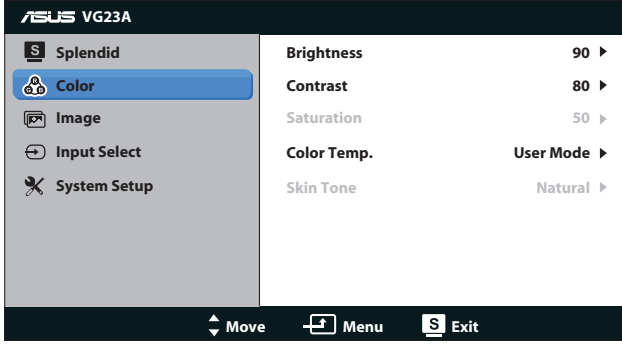 ASUS VG23A
S Splendid
R G B Color
Image
Input Select
System Setup
Brightness 90
Contrast 80
Saturation 50
Color Temp. User Mode
Skin Tone Natural
Move Menu S Exit